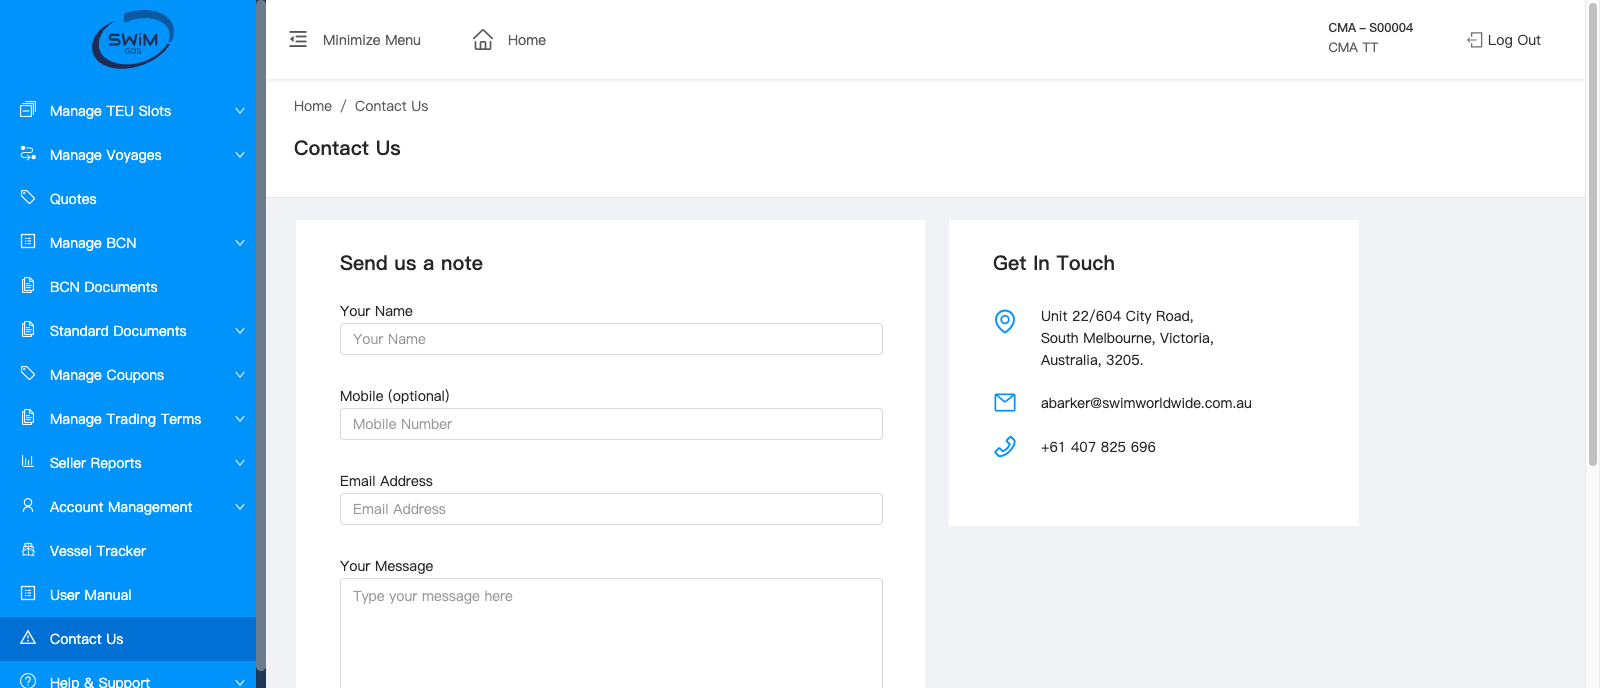 SWiM
GDS
Minimize Menu
Home
CMA – S00004
CMA TT
Log Out
Manage TEU Slots
Manage Voyages
Quotes
Manage BCN
BCN Documents
Standard Documents
Manage Coupons
Manage Trading Terms
Seller Reports
Account Management
Vessel Tracker
User Manual
Contact Us
Help & Support
Home / Contact Us
Contact Us
Send us a note
Your Name
Your Name
Mobile (optional)
Mobile Number
Email Address
Email Address
Your Message
Type your message here
Get In Touch
Unit 22/604 City Road,
South Melbourne, Victoria,
Australia, 3205.
abarker@swimworldwide.com.au
+61 407 825 696